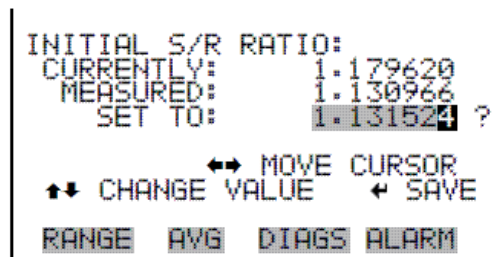 INITIAL S/R RATIO:
CURRENTLY: 1.179620
MEASURED: 1.130966
SET TO: 1.131524 ?
⬅➡ MOVE CURSOR
⬆⬇ CHANGE VALUE ↵ SAVE
RANGE AVG DIAGS ALARM